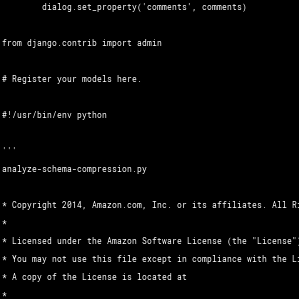 dialog.set_property('comments', comments)
from django.contrib import admin
# Register your models here.
#!/usr/bin/env python
...
analyze-schema-compression.py
* Copyright 2014, Amazon.com, Inc. or its affiliates. All
*
* Licensed under the Amazon Software License (the "License"
* You may not use this file except in compliance with the
* A copy of the License is located at
*